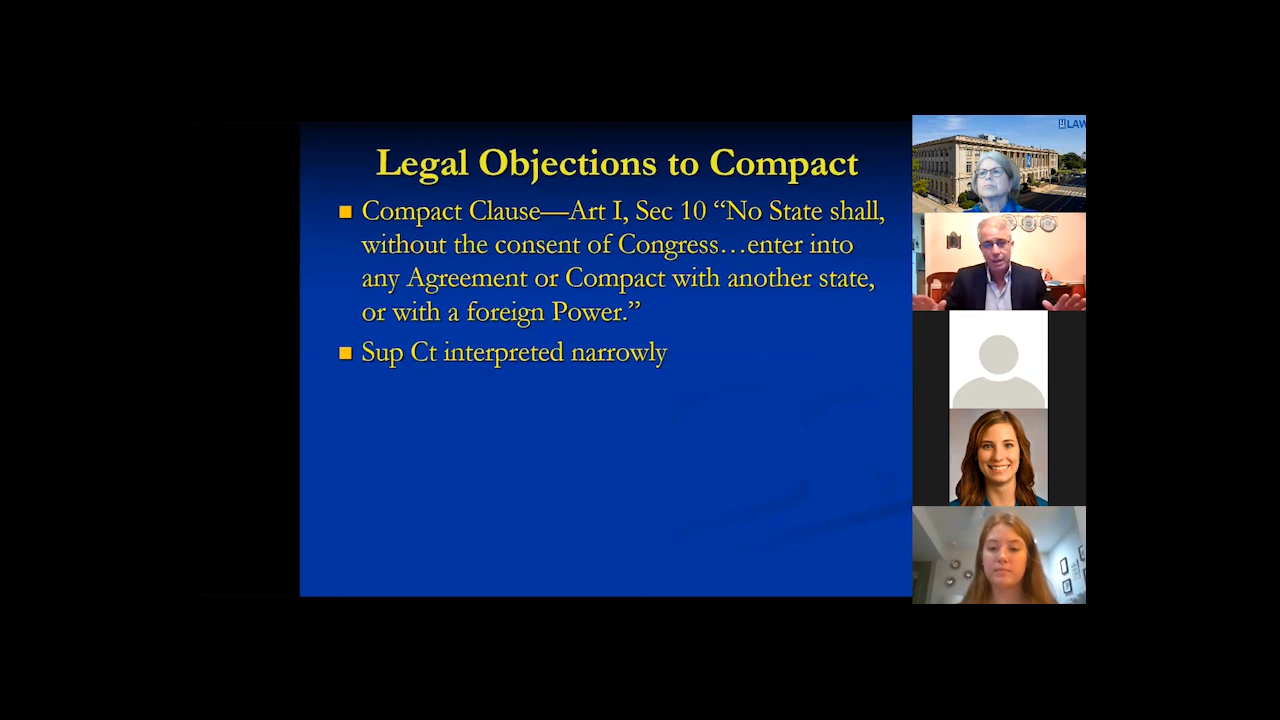 Legal Objections to Compact
■ Compact Clause—Art I, Sec 10 “No State shall,
without the consent of Congress…enter into
any Agreement or Compact with another state,
or with a foreign Power.”
■ Sup Ct interpreted narrowly
LAW